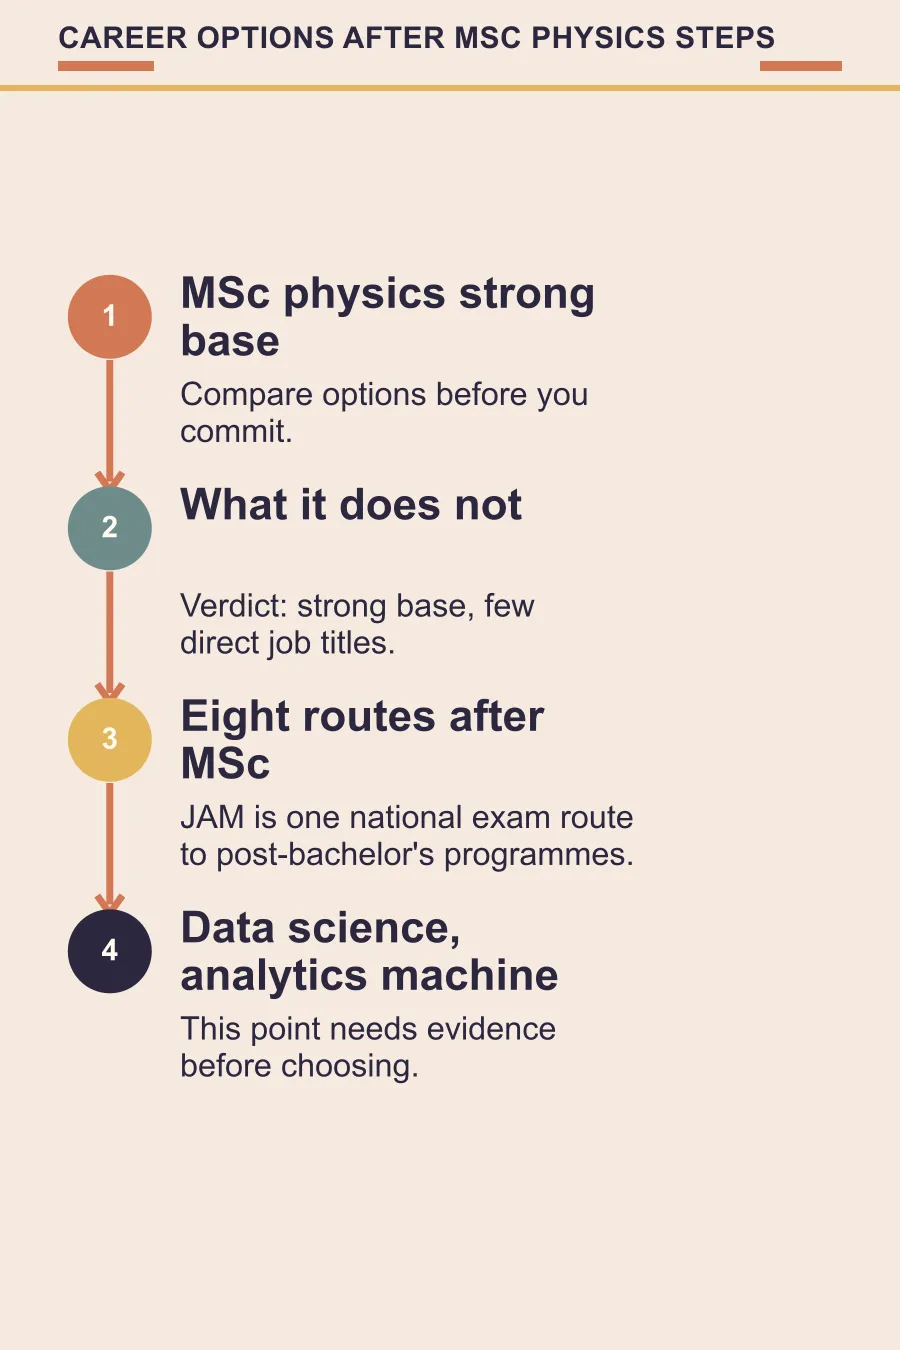 CAREER OPTIONS AFTER MSC PHYSICS STEPS
1
MSc physics strong
base
Compare options before you
commit.
2
What it does not
Verdict: strong base, few
direct job titles.
3
Eight routes after
MSc
JAM is one national exam route
to post-bachelor's programmes.
4
Data science,
analytics machine
This point needs evidence
before choosing.